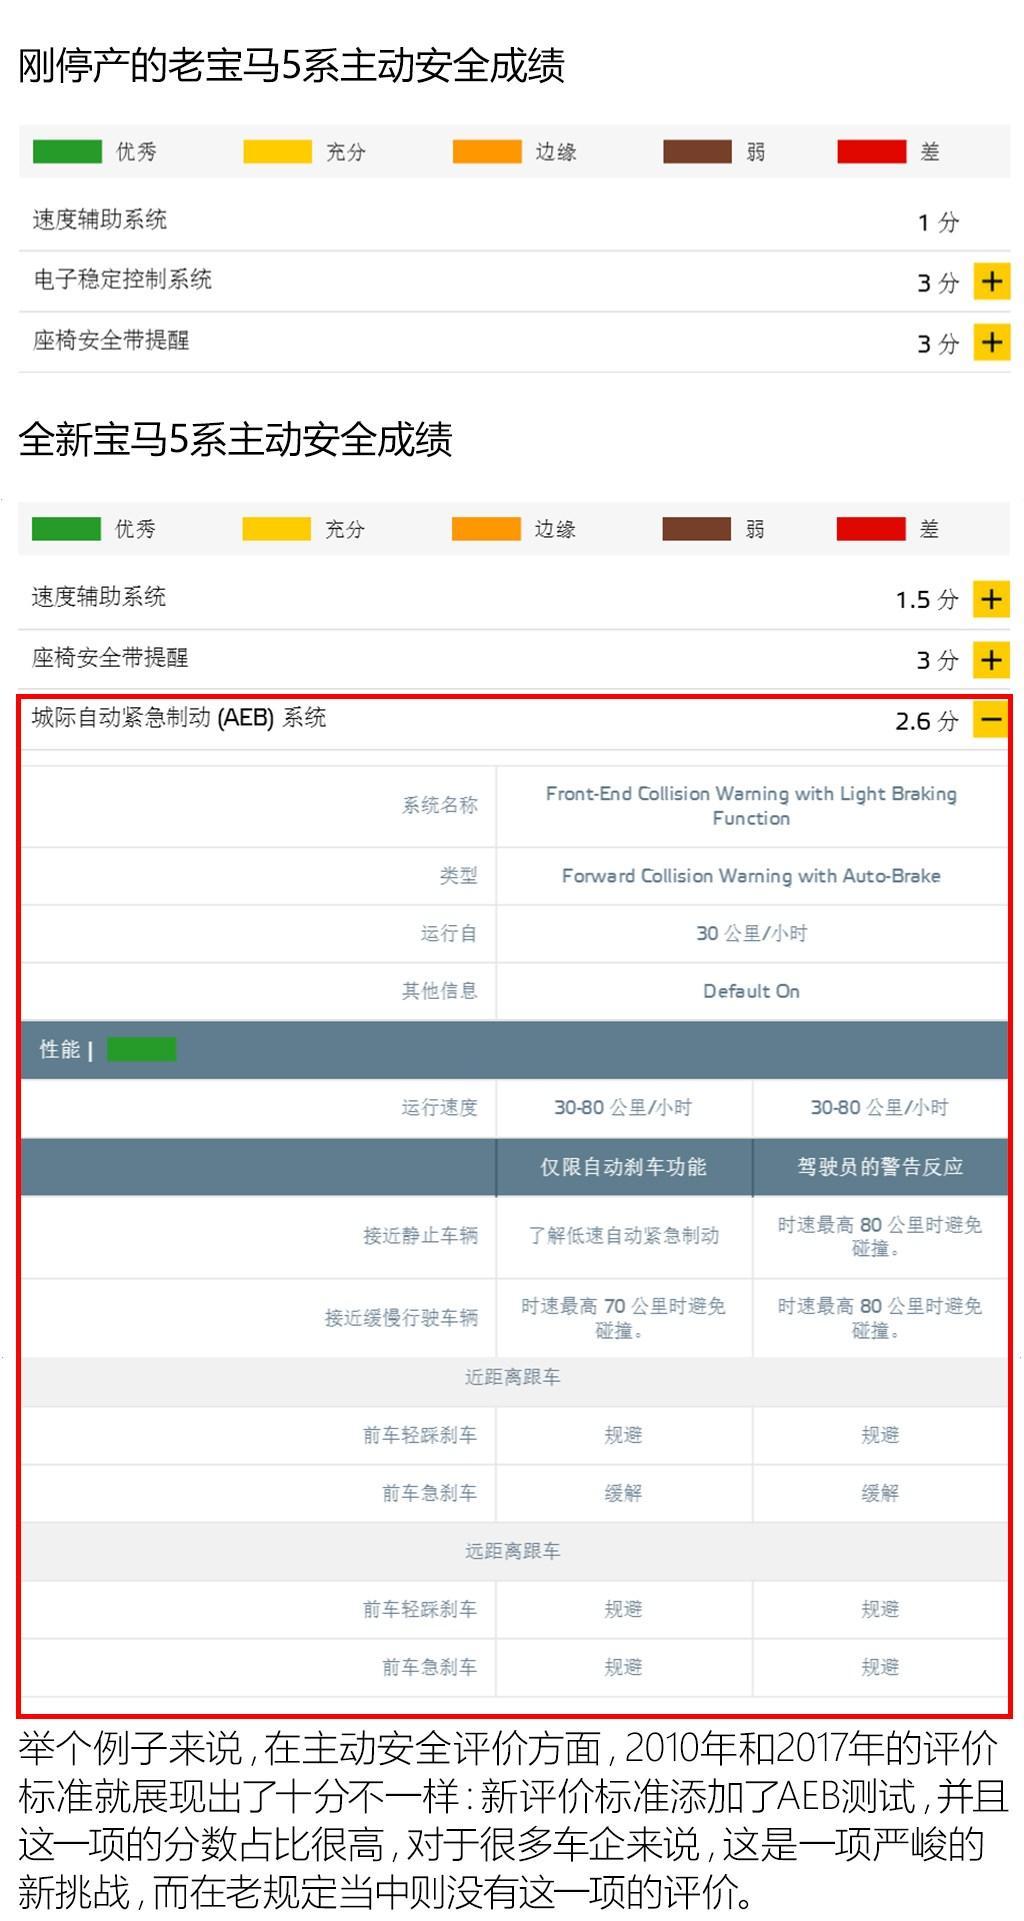 刚停产的老宝马5系主动安全成绩
优秀 充分 边缘 弱 差
速度辅助系统 1 分
电子稳定控制系统 3 分 +
座椅安全带提醒 3 分 +
全新宝马5系主动安全成绩
优秀 充分 边缘 弱 差
速度辅助系统 1.5 分 +
座椅安全带提醒 3 分 +
城际自动紧急制动 (AEB) 系统 2.6 分 −
系统名称 Front-End Collision Warning with Light Braking
Function
类型 Forward Collision Warning with Auto-Brake
运行自 30 公里/小时
其他信息 Default On
性能 |
运行速度 30-80 公里/小时 30-80 公里/小时
仅限自动刹车功能 驾驶员的警告反应
接近静止车辆 了解低速自动紧急制动 时速最高 80 公里时避免
碰撞。
接近缓慢行驶车辆 时速最高 70 公里时避免 时速最高 80 公里时避免
碰撞。 碰撞。
近距离跟车
前车轻踩刹车 规避 规避
前车急刹车 缓解 缓解
远距离跟车
前车轻踩刹车 规避 规避
前车急刹车 规避 规避
举个例子来说,在主动安全评价方面,2010年和2017年的评价
标准就展现出了十分不一样:新评价标准添加了AEB测试,并且
这一项的分数占比很高,对于很多车企来说,这是一项严峻的
新挑战,而在老规定当中则没有这一项的评价。